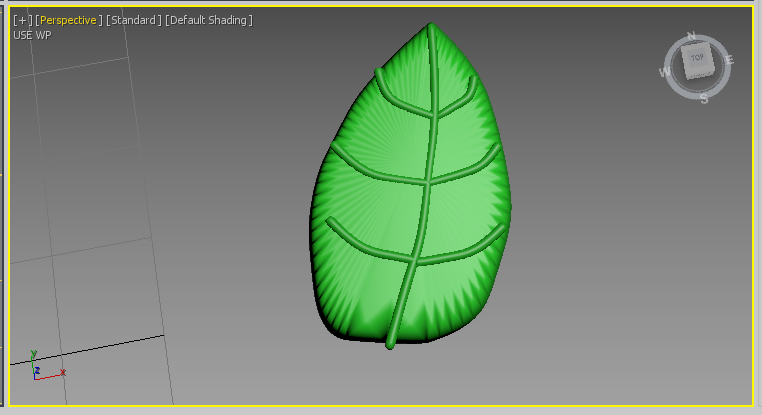 [+] [Perspective ] [Standard ] [Default Shading ]
USE WP
N
W
TOP
E
S
y
z
x